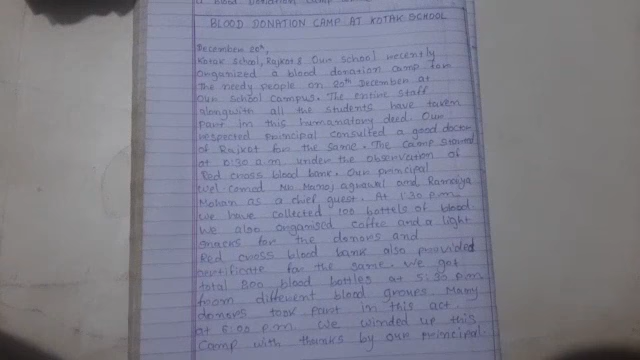 BLOOD DONATION CAMP AT KOTAK SCHOOL
December 20th,
Kotak School, Rajkot : Our school recently
organized a blood donation camp for
the needy people on 20th December at
our school campus. The entire staff
alongwith all the students have taken
part in this humanatary deed. Our
respected principal consulted a good doctor
of Rajkot for the same. The camp started
at 6:30 a.m. under the observation of
Red cross blood bank. Our principal
wel comed Mr. Manoj agrawal and Ramaiya
Mohan as a chief guest. At 1:30 p.m.
we have collected 100 bottels of blood
We also organised coffee and a light
snacks for the donors and
Red cross blood bank also provided
certificate for the same. We got
total 800 blood bottles at 5:30 p.m.
from different blood groups. Many
donors took part in this act.
at 6:00 p.m. We winded up this
camp with thanks by our principal.